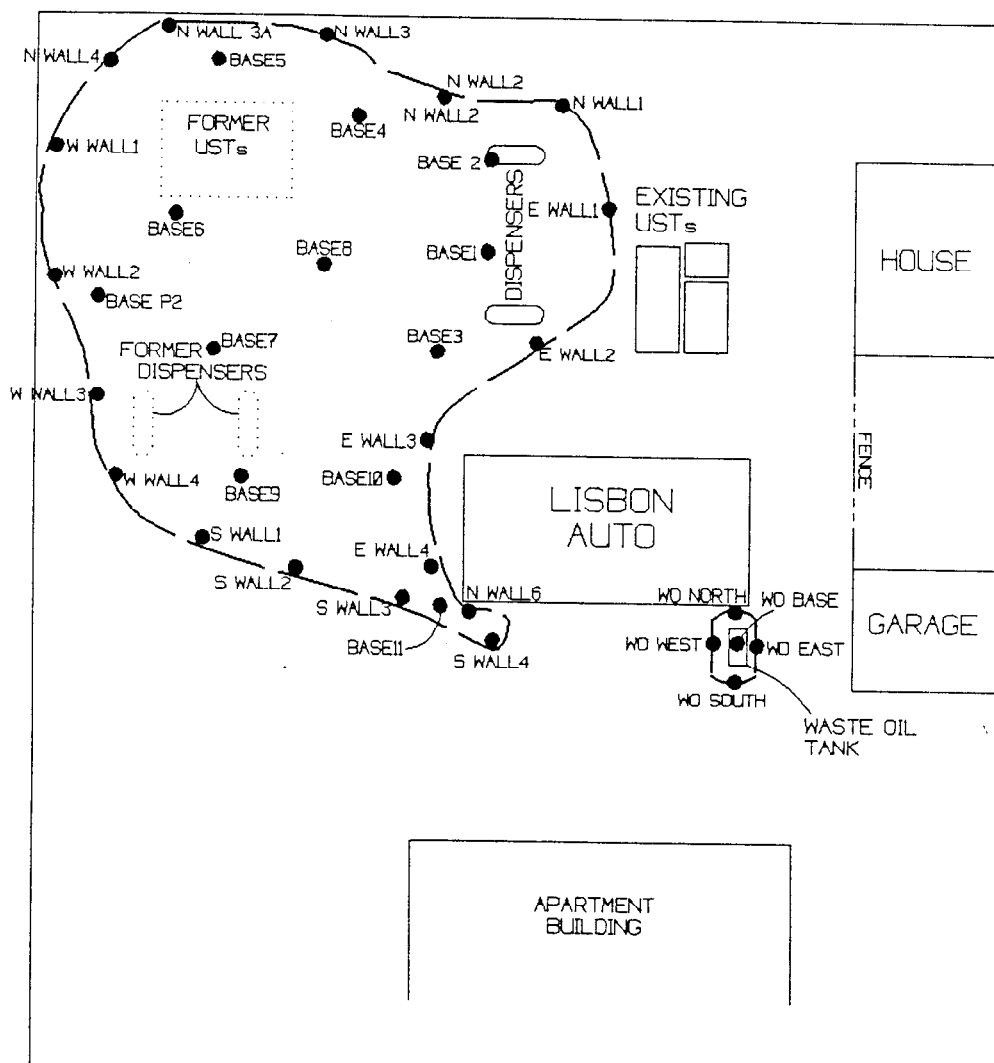 N WALL 3A
N WALL3
N WALL4
BASE5
N WALL2
N WALL2
N WALL1
FORMER
USTs
BASE4
W WALL1
BASE 2
DISPENSERS
E WALL1
EXISTING
USTs
HOUSE
BASE6
BASE8
BASE1
W WALL2
BASE P2
BASE7
FORMER
DISPENSERS
BASE3
E WALL2
W WALL3
E WALL3
FENCE
W WALL4
BASE9
BASE10
LISBON
AUTO
S WALL1
E WALL4
S WALL2
S WALL3
N WALL6
BASE11
S WALL4
WO NORTH
WO BASE
GARAGE
WO WEST
WO EAST
WO SOUTH
WASTE OIL
TANK
APARTMENT
BUILDING